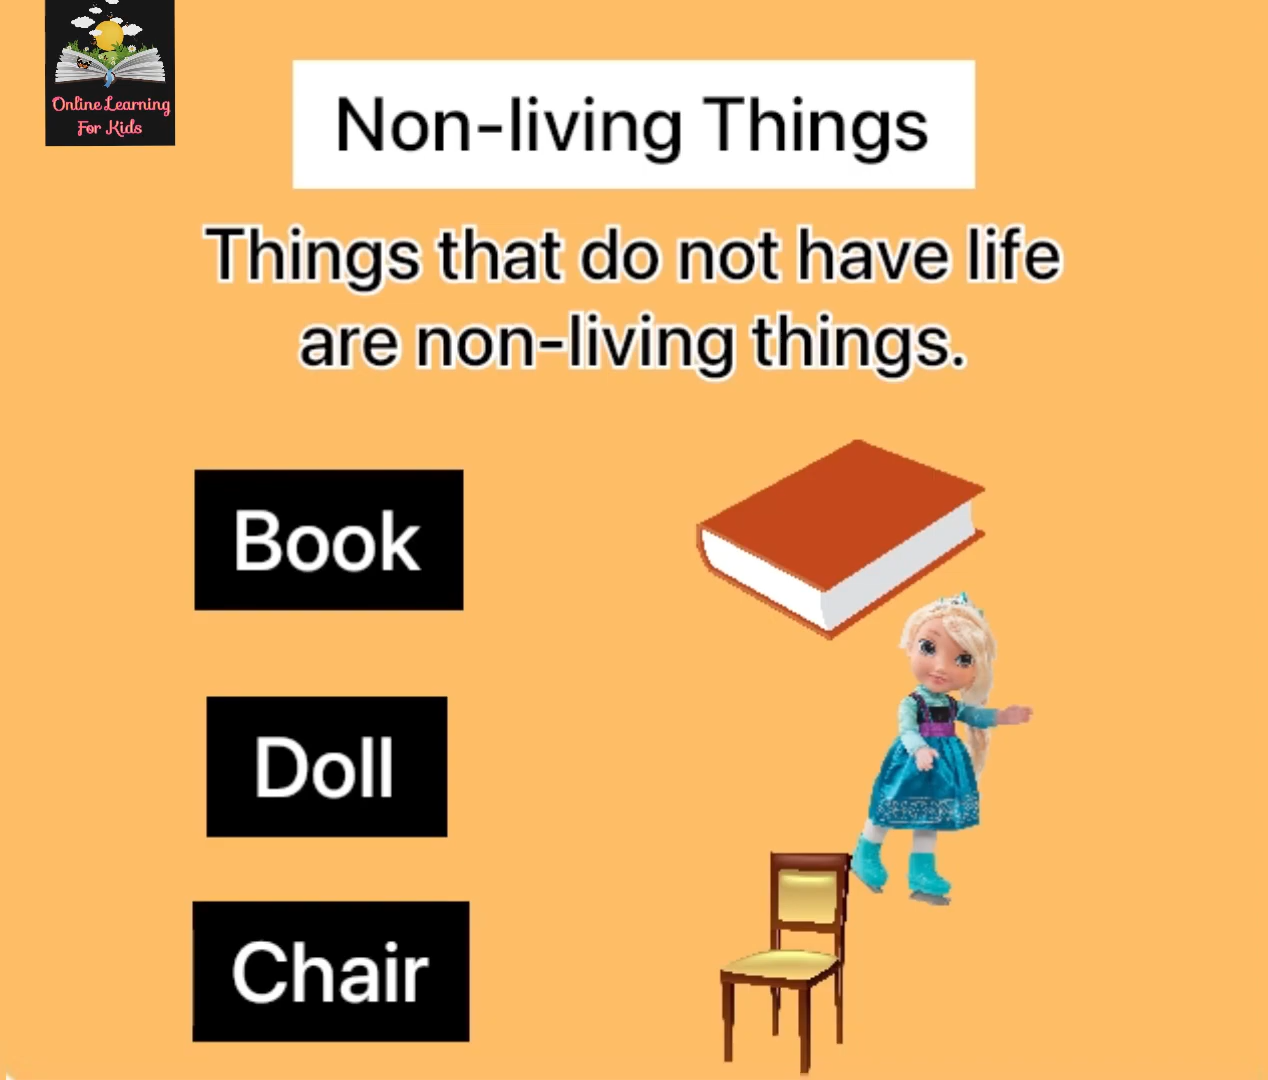 Online Learning
For Kids
Non-living Things
Things that do not have life
are non-living things.
Book
Doll
Chair